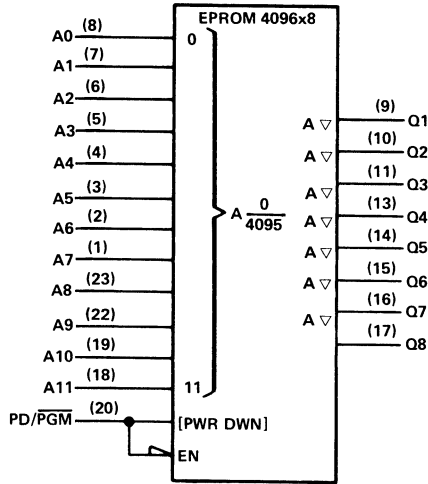 EPROM 4096x8
A0 (8) 0
A1 (7)
A2 (6)
A3 (5)
A4 (4)
A5 (3)
A6 (2)
A7 (1)
A8 (23)
A9 (22)
A10 (19)
A11 (18) 11
A 0
4095
PD/PGM (20) [PWR DWN]
EN
A ▽ (9) Q1
A ▽ (10) Q2
A ▽ (11) Q3
A ▽ (13) Q4
A ▽ (14) Q5
A ▽ (15) Q6
A ▽ (16) Q7
(17) Q8